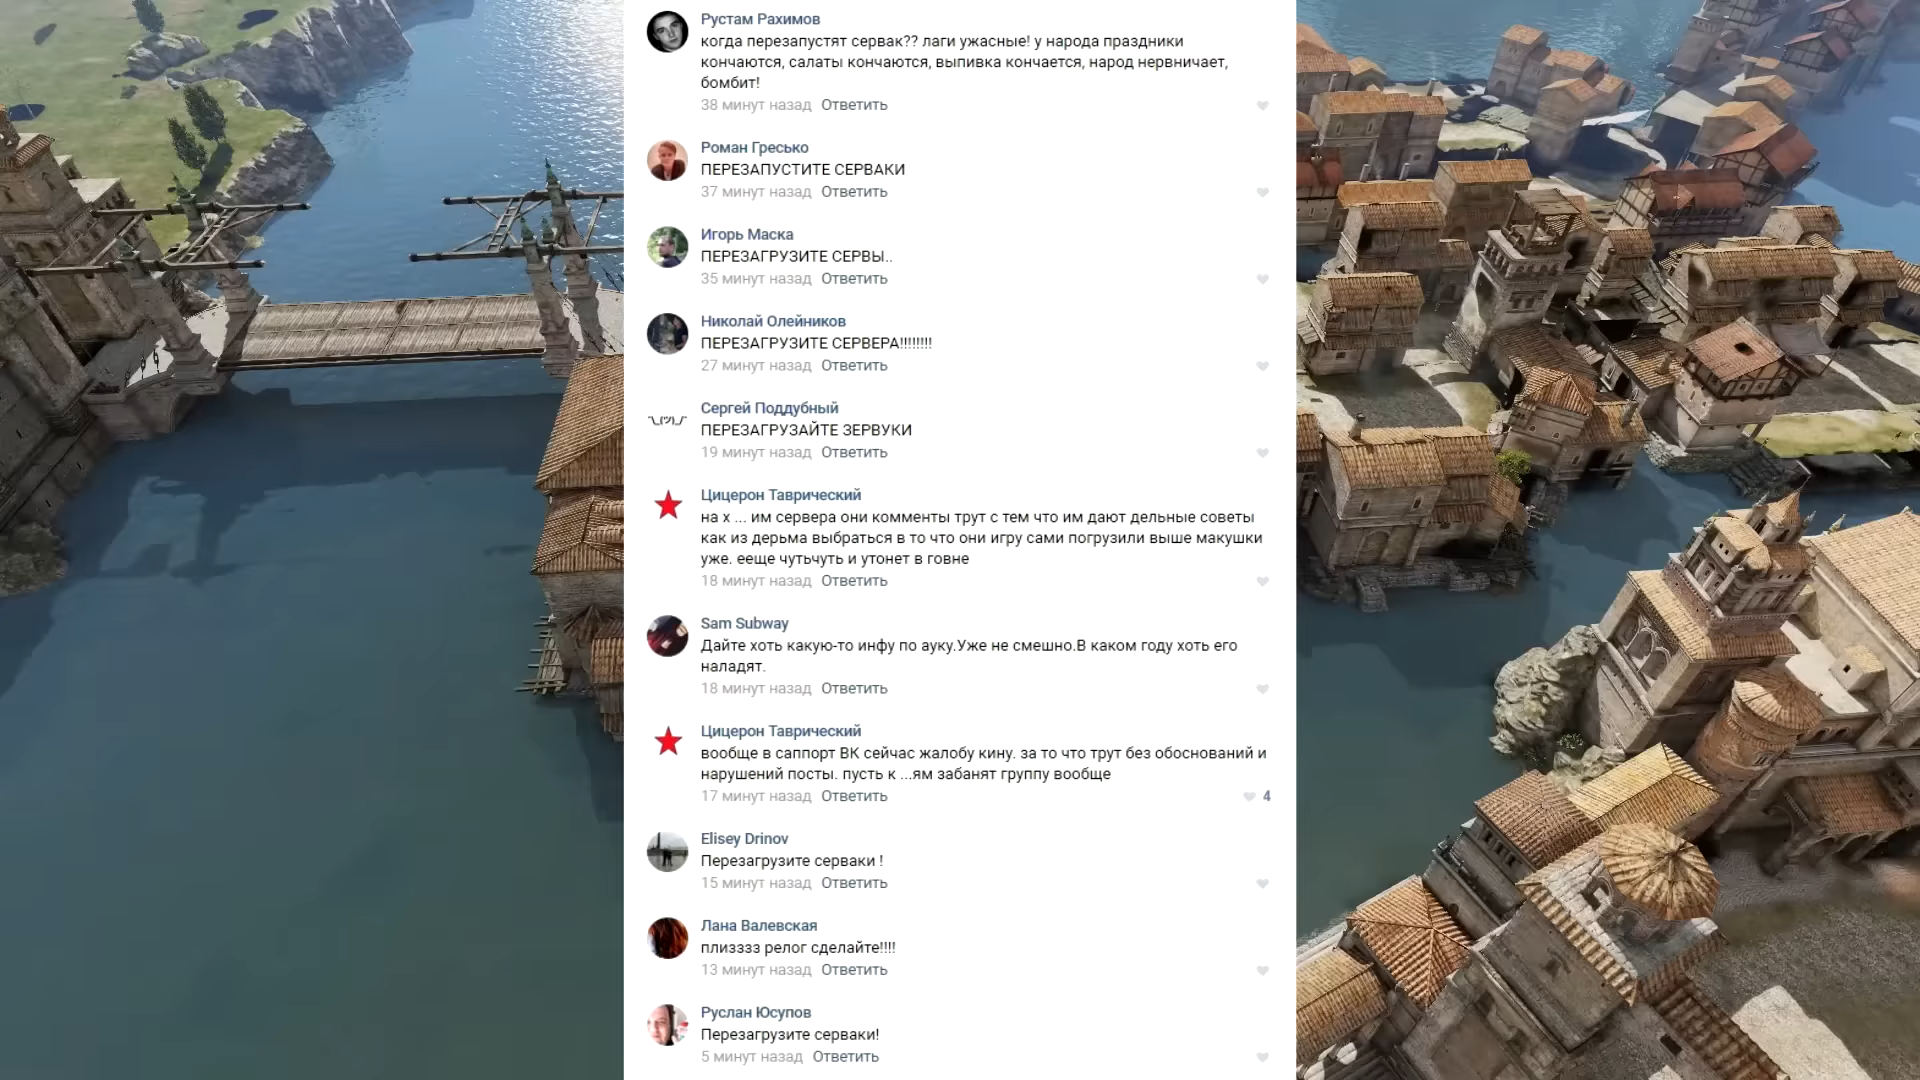 Рустам Рахимов
когда перезапустят сервак?? лаги ужасные! у народа праздники
кончаются, салаты кончаются, выпивка кончается, народ нервничает,
бомбит!
38 минут назад Ответить
Роман Гресько
ПЕРЕЗАПУСТИТЕ СЕРВАКИ
37 минут назад Ответить
Игорь Маска
ПЕРЕЗАГРУЗИТЕ СЕРВЫ..
35 минут назад Ответить
Николай Олейников
ПЕРЕЗАГРУЗИТЕ СЕРВЕРА!!!!!!!!
27 минут назад Ответить
¯\_(ツ)_/¯
Сергей Поддубный
ПЕРЕЗАГРУЗАЙТЕ ЗЕРВУКИ
19 минут назад Ответить
Цицерон Таврический
на х ... им сервера они комменты трут с тем что им дают дельные советы
как из дерьма выбраться в то что они игру сами погрузили выше макушки
уже. ееще чутьчуть и утонет в говне
18 минут назад Ответить
Sam Subway
Дайте хоть какую-то инфу по ауку.Уже не смешно.В каком году хоть его
наладят.
18 минут назад Ответить
Цицерон Таврический
вообще в саппорт ВК сейчас жалобу кину. за то что трут без обоснований и
нарушений посты. пусть к ...ям забанят группу вообще
17 минут назад Ответить 4
Elisey Drinov
Перезагрузите серваки !
15 минут назад Ответить
Лана Валевская
плизззз релог сделайте!!!!
13 минут назад Ответить
Руслан Юсупов
Перезагрузите серваки!
5 минут назад Ответить